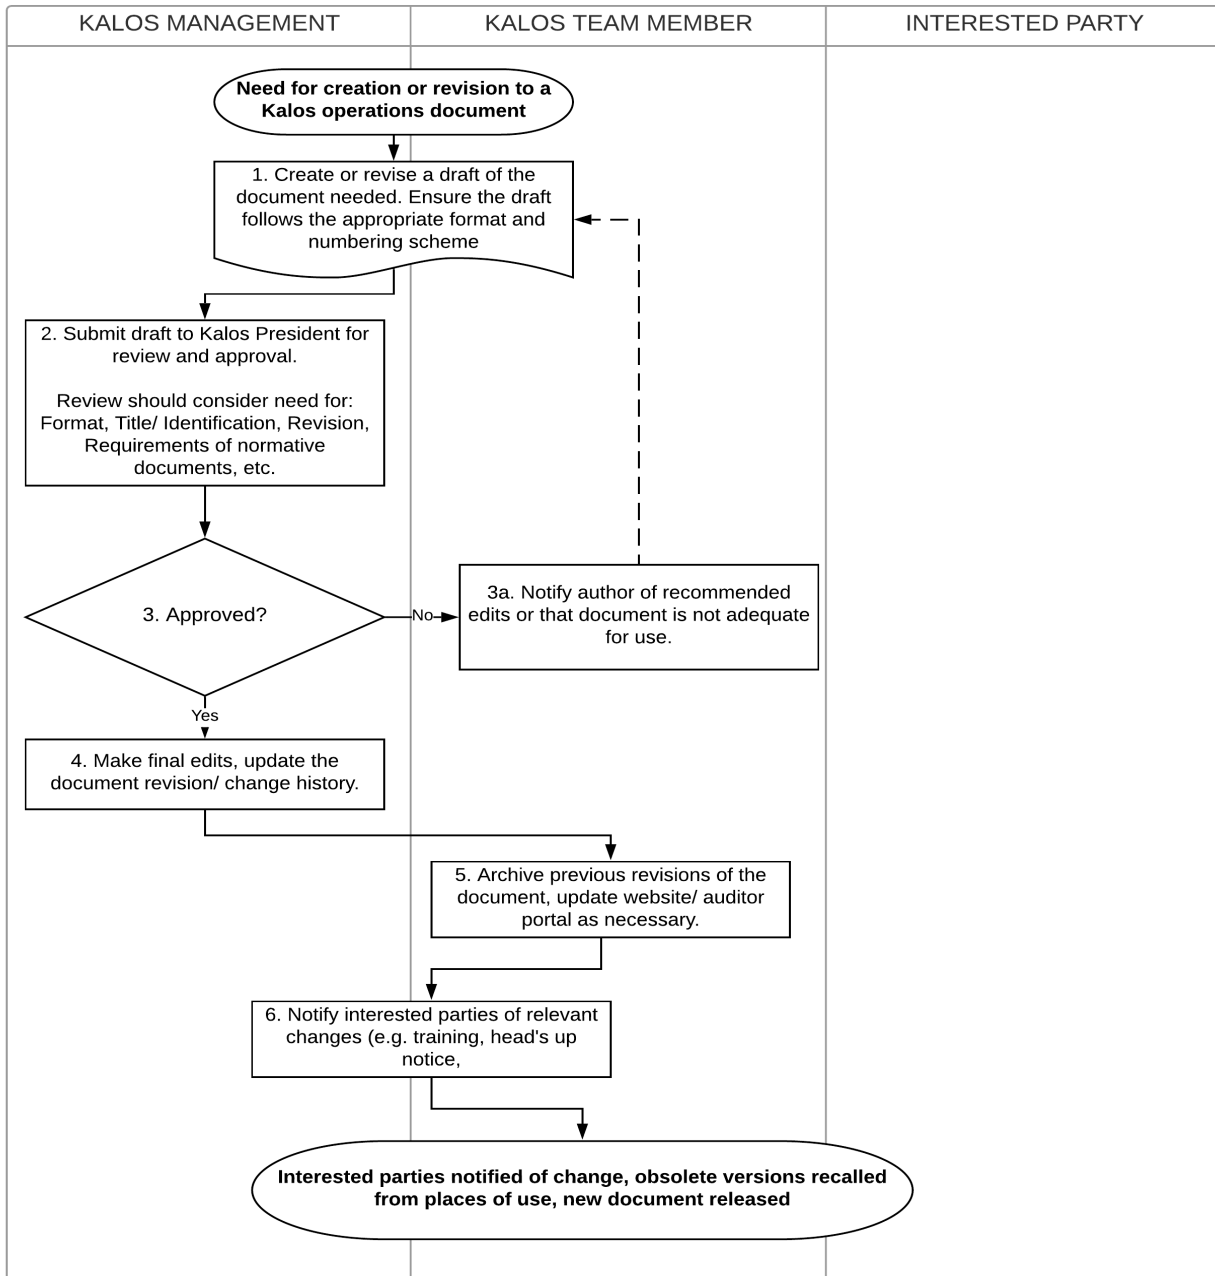 KALOS MANAGEMENT
KALOS TEAM MEMBER
INTERESTED PARTY
Need for creation or revision to a
Kalos operations document
1. Create or revise a draft of the
document needed. Ensure the draft
follows the appropriate format and
numbering scheme
2. Submit draft to Kalos President for
review and approval.
Review should consider need for:
Format, Title/ Identification, Revision,
Requirements of normative
documents, etc.
3. Approved?
No
3a. Notify author of recommended
edits or that document is not adequate
for use.
Yes
4. Make final edits, update the
document revision/ change history.
5. Archive previous revisions of the
document, update website/ auditor
portal as necessary.
6. Notify interested parties of relevant
changes (e.g. training, head's up
notice,
Interested parties notified of change, obsolete versions recalled
from places of use, new document released